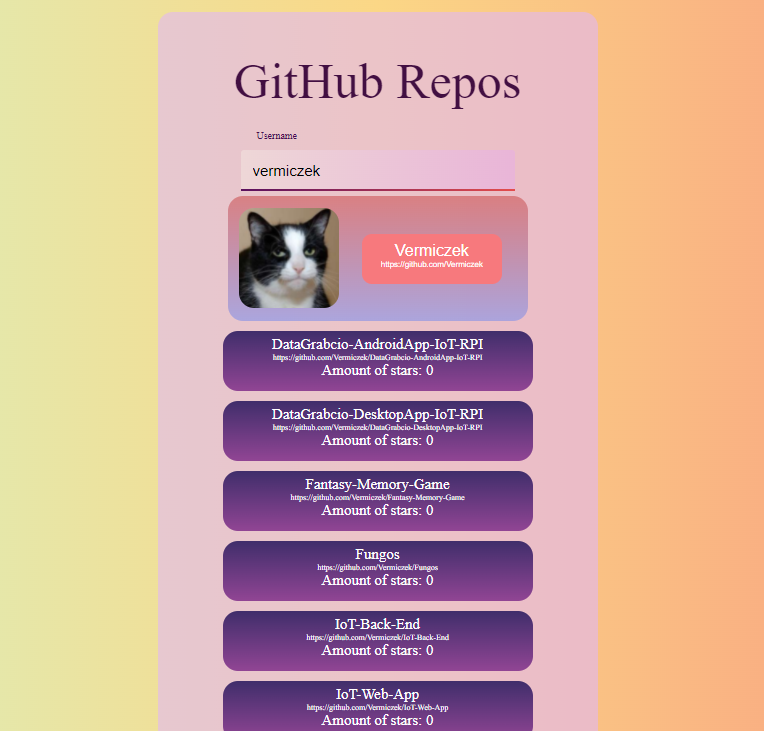 GitHub Repos
Username
vermiczek
Vermiczek
https://github.com/Vermiczek
DataGrabcio-AndroidApp-IoT-RPI
https://github.com/Vermiczek/DataGrabcio-AndroidApp-IoT-RPI
Amount of stars: 0
DataGrabcio-DesktopApp-IoT-RPI
https://github.com/Vermiczek/DataGrabcio-DesktopApp-IoT-RPI
Amount of stars: 0
Fantasy-Memory-Game
https://github.com/Vermiczek/Fantasy-Memory-Game
Amount of stars: 0
Fungos
https://github.com/Vermiczek/Fungos
Amount of stars: 0
IoT-Back-End
https://github.com/Vermiczek/IoT-Back-End
Amount of stars: 0
IoT-Web-App
https://github.com/Vermiczek/IoT-Web-App
Amount of stars: 0